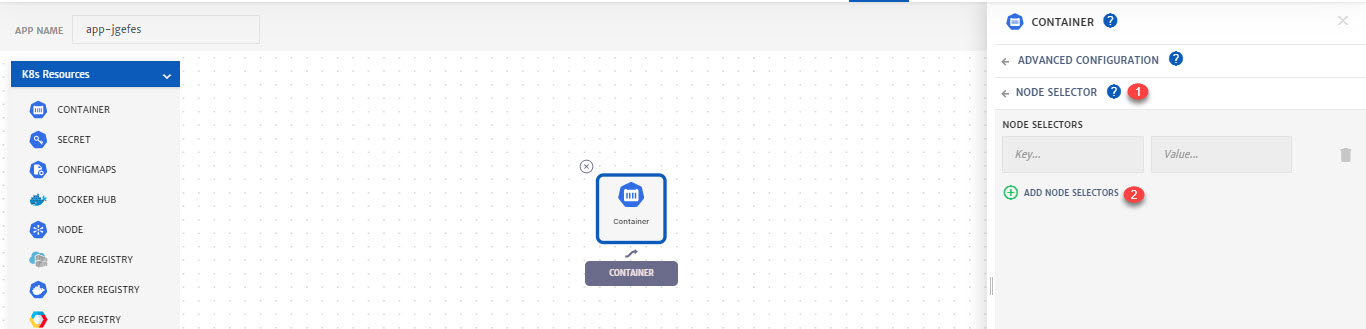 APP NAME
app-jgefes
K8s Resources
CONTAINER
SECRET
CONFIGMAPS
DOCKER HUB
NODE
AZURE REGISTRY
DOCKER REGISTRY
GCP REGISTRY
Container
CONTAINER
CONTAINER ?
ADVANCED CONFIGURATION ?
NODE SELECTOR ? 1
NODE SELECTORS
Key... Value...
ADD NODE SELECTORS 2